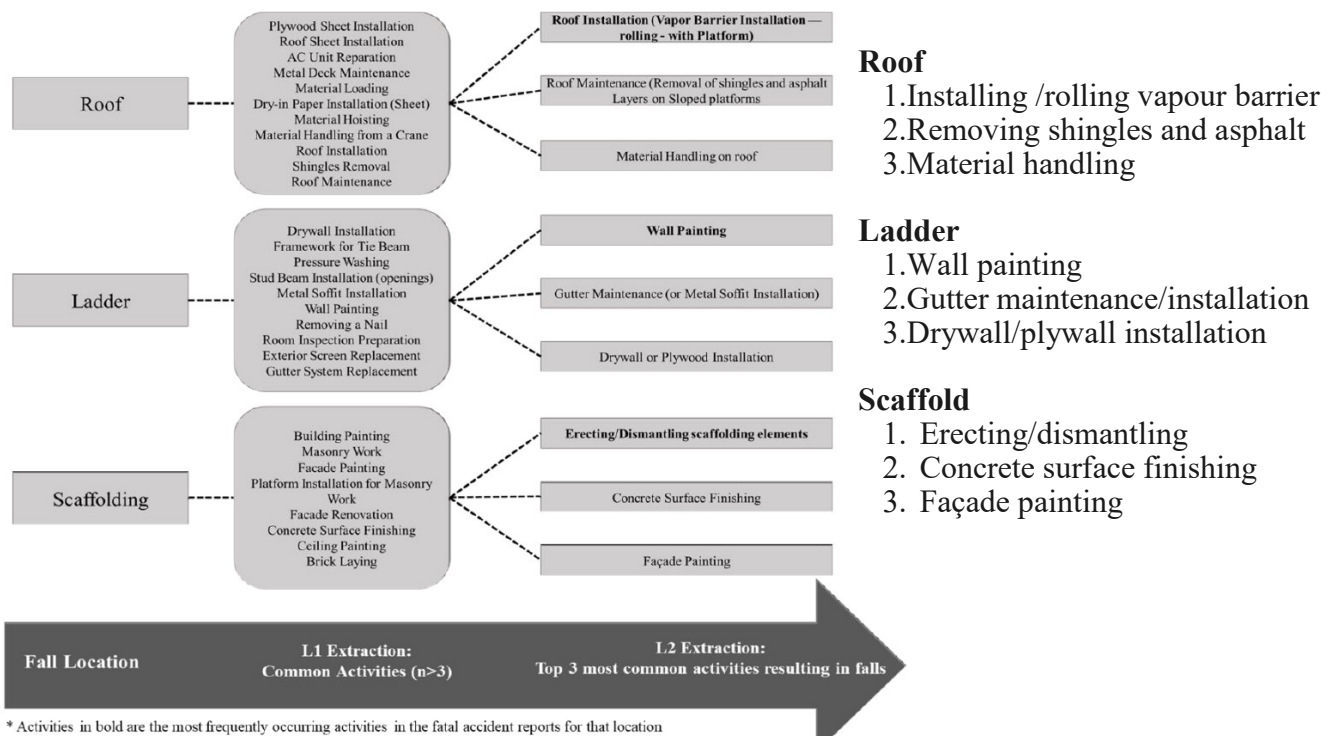 Roof
Plywood Sheet Installation
Roof Sheet Installation
AC Unit Reparation
Metal Deck Maintenance
Material Loading
Dry-in Paper Installation (Sheet)
Material Hoisting
Material Handling from a Crane
Roof Installation
Shingles Removal
Roof Maintenance
Roof Installation (Vapor Barrier Installation —
rolling - with Platform)
Roof Maintenance (Removal of shingles and asphalt
Layers on Sloped platforms
Material Handling on roof
Ladder
Drywall Installation
Framework for Tie Beam
Pressure Washing
Stud Beam Installation (openings)
Metal Soffit Installation
Wall Painting
Removing a Nail
Room Inspection Preparation
Exterior Screen Replacement
Gutter System Replacement
Wall Painting
Gutter Maintenance (or Metal Soffit Installation)
Drywall or Plywood Installation
Scaffolding
Building Painting
Masonry Work
Facade Painting
Platform Installation for Masonry
Work
Facade Renovation
Concrete Surface Finishing
Ceiling Painting
Brick Laying
Erecting/Dismantling scaffolding elements
Concrete Surface Finishing
Façade Painting
Roof
1.Installing /rolling vapour barrier
2.Removing shingles and asphalt
3.Material handling
Ladder
1.Wall painting
2.Gutter maintenance/installation
3.Drywall/plywall installation
Scaffold
1. Erecting/dismantling
2. Concrete surface finishing
3. Façade painting
Fall Location
L1 Extraction:
Common Activities (n>3)
L2 Extraction:
Top 3 most common activities resulting in falls
* Activities in bold are the most frequently occurring activities in the fatal accident reports for that location